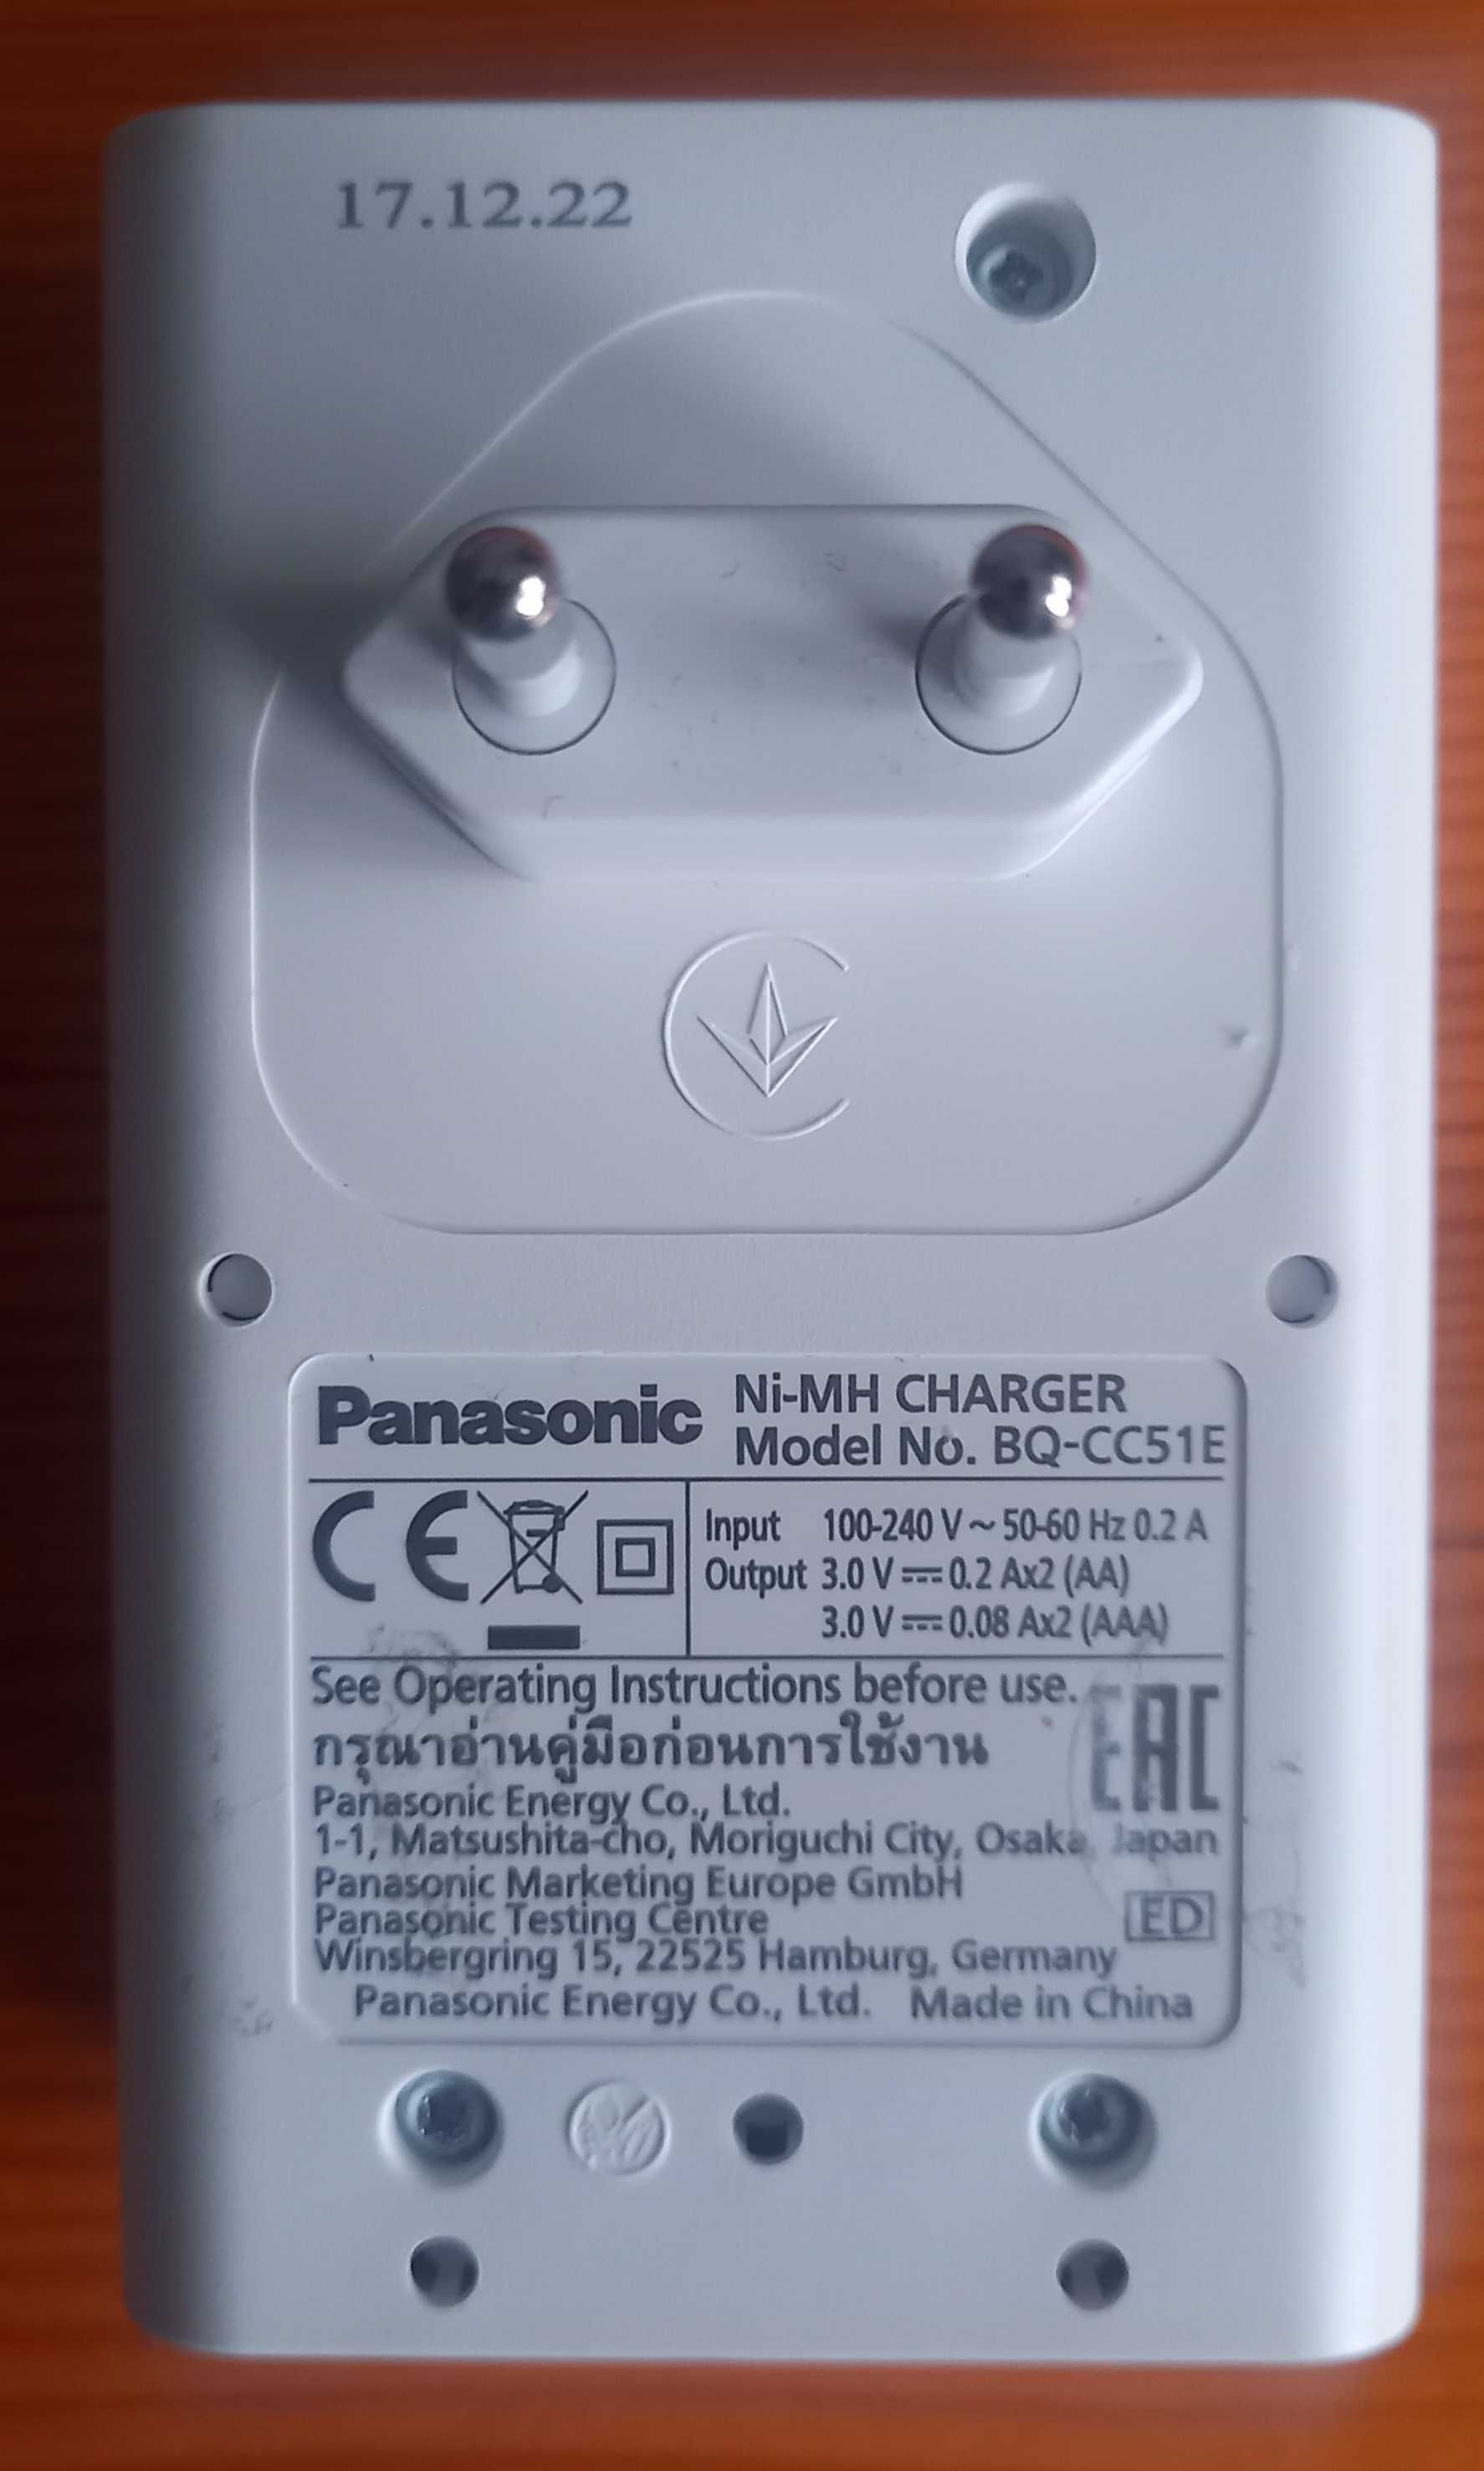 17.12.22
Panasonic
Ni-MH CHARGER
Model No. BQ-CC51E
CE
Input 100-240 V ~ 50-60 Hz 0.2 A
Output 3.0 V ⎓ 0.2 Ax2 (AA)
3.0 V ⎓ 0.08 Ax2 (AAA)
See Operating Instructions before use.
กรุณาอ่านคู่มือก่อนการใช้งาน
EAC
Panasonic Energy Co., Ltd.
1-1, Matsushita-cho, Moriguchi City, Osaka, Japan
Panasonic Marketing Europe GmbH
Panasonic Testing Centre
ED
Winsbergring 15, 22525 Hamburg, Germany
Panasonic Energy Co., Ltd. Made in China